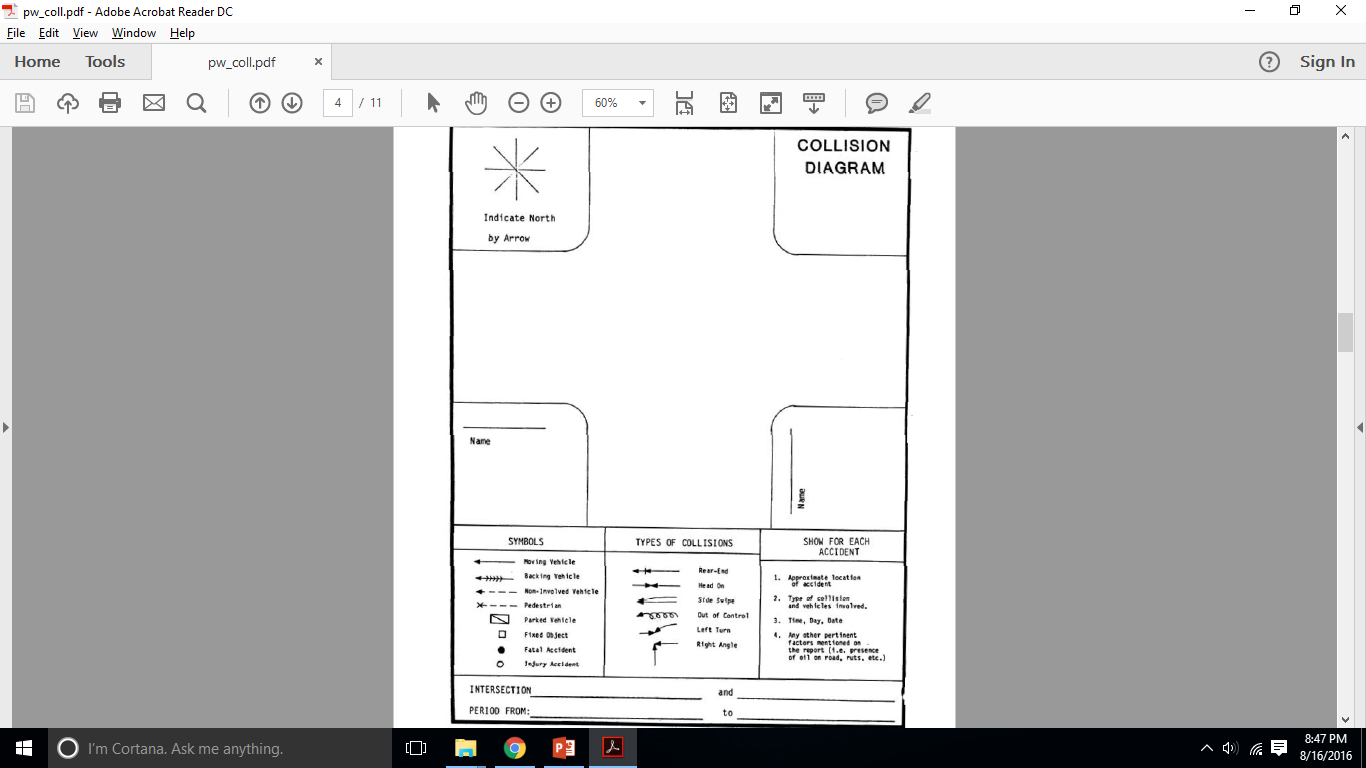 pw_coll.pdf - Adobe Acrobat Reader DC
File Edit View Window Help
Home Tools pw_coll.pdf × ? Sign In
4 / 11 60%
COLLISION
DIAGRAM
Indicate North
by Arrow
Name
Name
SYMBOLS
Moving Vehicle
Backing Vehicle
Non-Involved Vehicle
Pedestrian
Parked Vehicle
Fixed Object
Fatal Accident
Injury Accident
TYPES OF COLLISIONS
Rear-End
Head On
Side Swipe
Out of Control
Left Turn
Right Angle
SHOW FOR EACH
ACCIDENT
1. Approximate location
of accident
2. Type of collision
and vehicles involved.
3. Time, Day, Date
4. Any other pertinent
factors mentioned on
the report (i.e. presence
of oil on road, ruts, etc.)
INTERSECTION and
PERIOD FROM: to
I'm Cortana. Ask me anything.
8:47 PM
8/16/2016